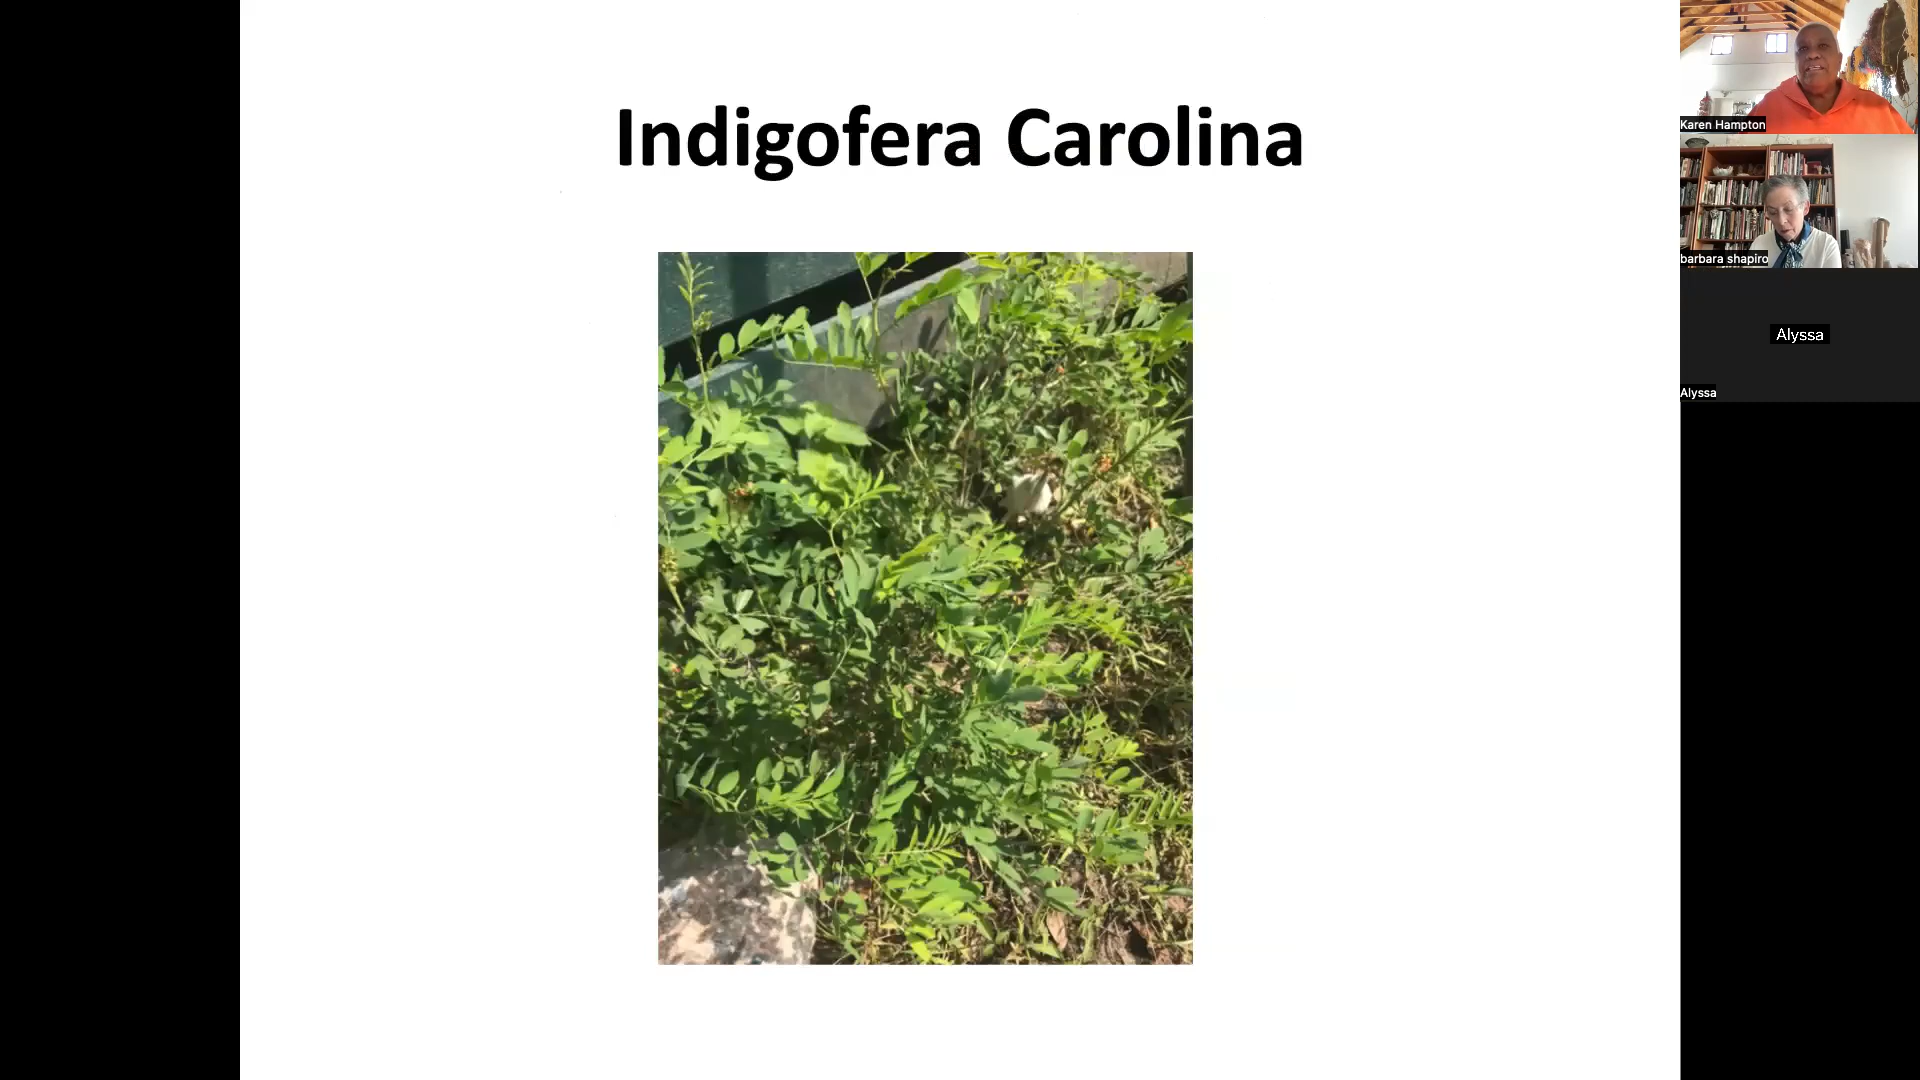 Indigofera Carolina
Karen Hampton
barbara shapiro
Alyssa
Alyssa